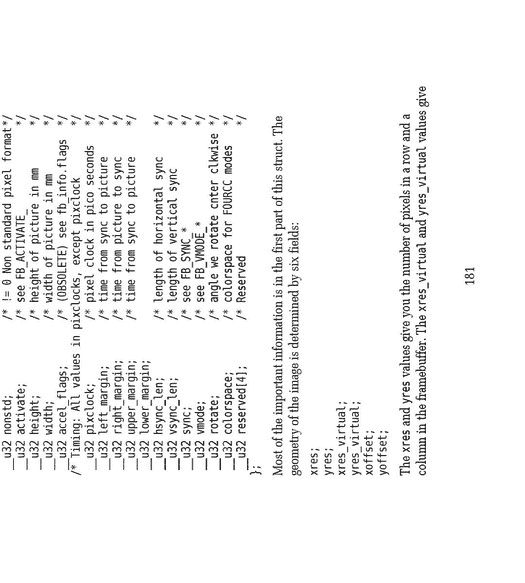 __u32 nonstd; /* != 0 Non standard pixel format*/
__u32 activate; /* see FB_ACTIVATE_ */
__u32 height; /* height of picture in mm */
__u32 width; /* width of picture in mm */
__u32 accel_flags; /* (OBSOLETE) see fb_info.flags */
/* Timing: All values in pixclocks, except pixclock */
__u32 pixclock; /* pixel clock in pico seconds */
__u32 left_margin; /* time from sync to picture */
__u32 right_margin; /* time from picture to sync */
__u32 upper_margin; /* time from sync to picture */
__u32 lower_margin;
__u32 hsync_len; /* length of horizontal sync */
__u32 vsync_len; /* length of vertical sync */
__u32 sync; /* see FB_SYNC_* */
__u32 vmode; /* see FB_VMODE_* */
__u32 rotate; /* angle we rotate cnter clkwise */
__u32 colorspace; /* colorspace for FOURCC modes */
__u32 reserved[4]; /* Reserved */
};
Most of the important information is in the first part of this struct. The
geometry of the image is determined by six fields:
xres;
yres;
xres_virtual;
yres_virtual;
xoffset;
yoffset;
The xres and yres values give you the number of pixels in a row and a
column in the framebuffer. The xres_virtual and yres_virtual values give
181